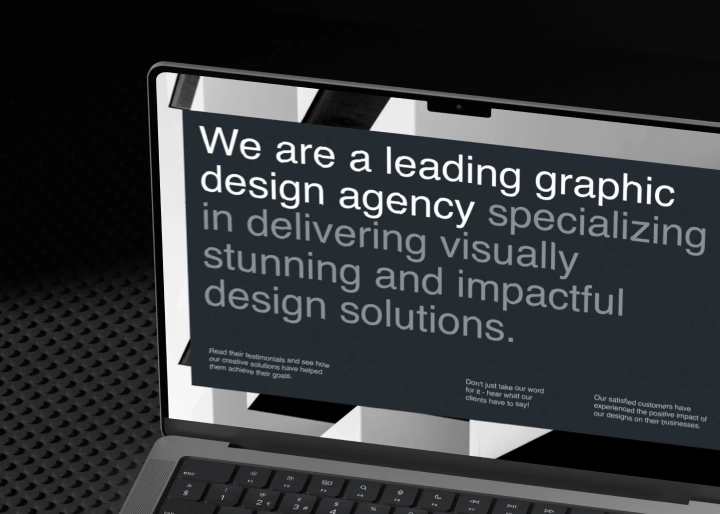 We are a leading graphic
design agency specializing
in delivering visually
stunning and impactful
design solutions.
Read their testimonials and see how
our creative solutions have helped
them achieve their goals.
Don't just take our word
for it - hear what our
clients have to say!
Our satisfied customers have
experienced the positive impact of
our designs on their businesses.